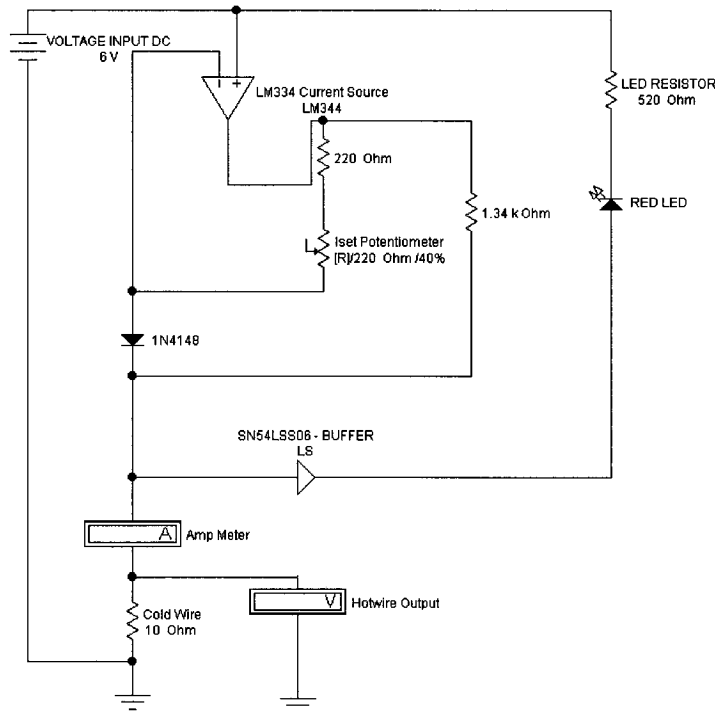 VOLTAGE INPUT DC
6 V
LM334 Current Source
LM344
LED RESISTOR
520 Ohm
220 Ohm
RED LED
1.34 k Ohm
Iset Potentiometer
[R]/220 Ohm /40%
1N4148
SN54LSS06 - BUFFER
LS
A
Amp Meter
V
Hotwire Output
Cold Wire
10 Ohm